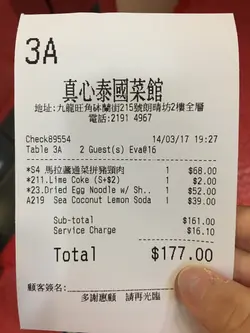 3A
真心泰國菜館
地址:九龍旺角砵蘭街215號朗晴坊2樓全層
電話:2191 4967
Check89554 14/03/17 19:27
Table 3A 2 Guest(s) Eva@16
*S4 馬拉盞通菜拼豬頸肉 1 $68.00
*211.Lime Coke (S+$2) 1 $2.00
*23.Dried Egg Noodle w/ Sh.. 1 $52.00
A219 Sea Coconut Lemon Soda 1 $39.00
Sub-total $161.00
Service Charge $16.10
Total $177.00
顧客簽名:
多謝惠顧 請再光臨